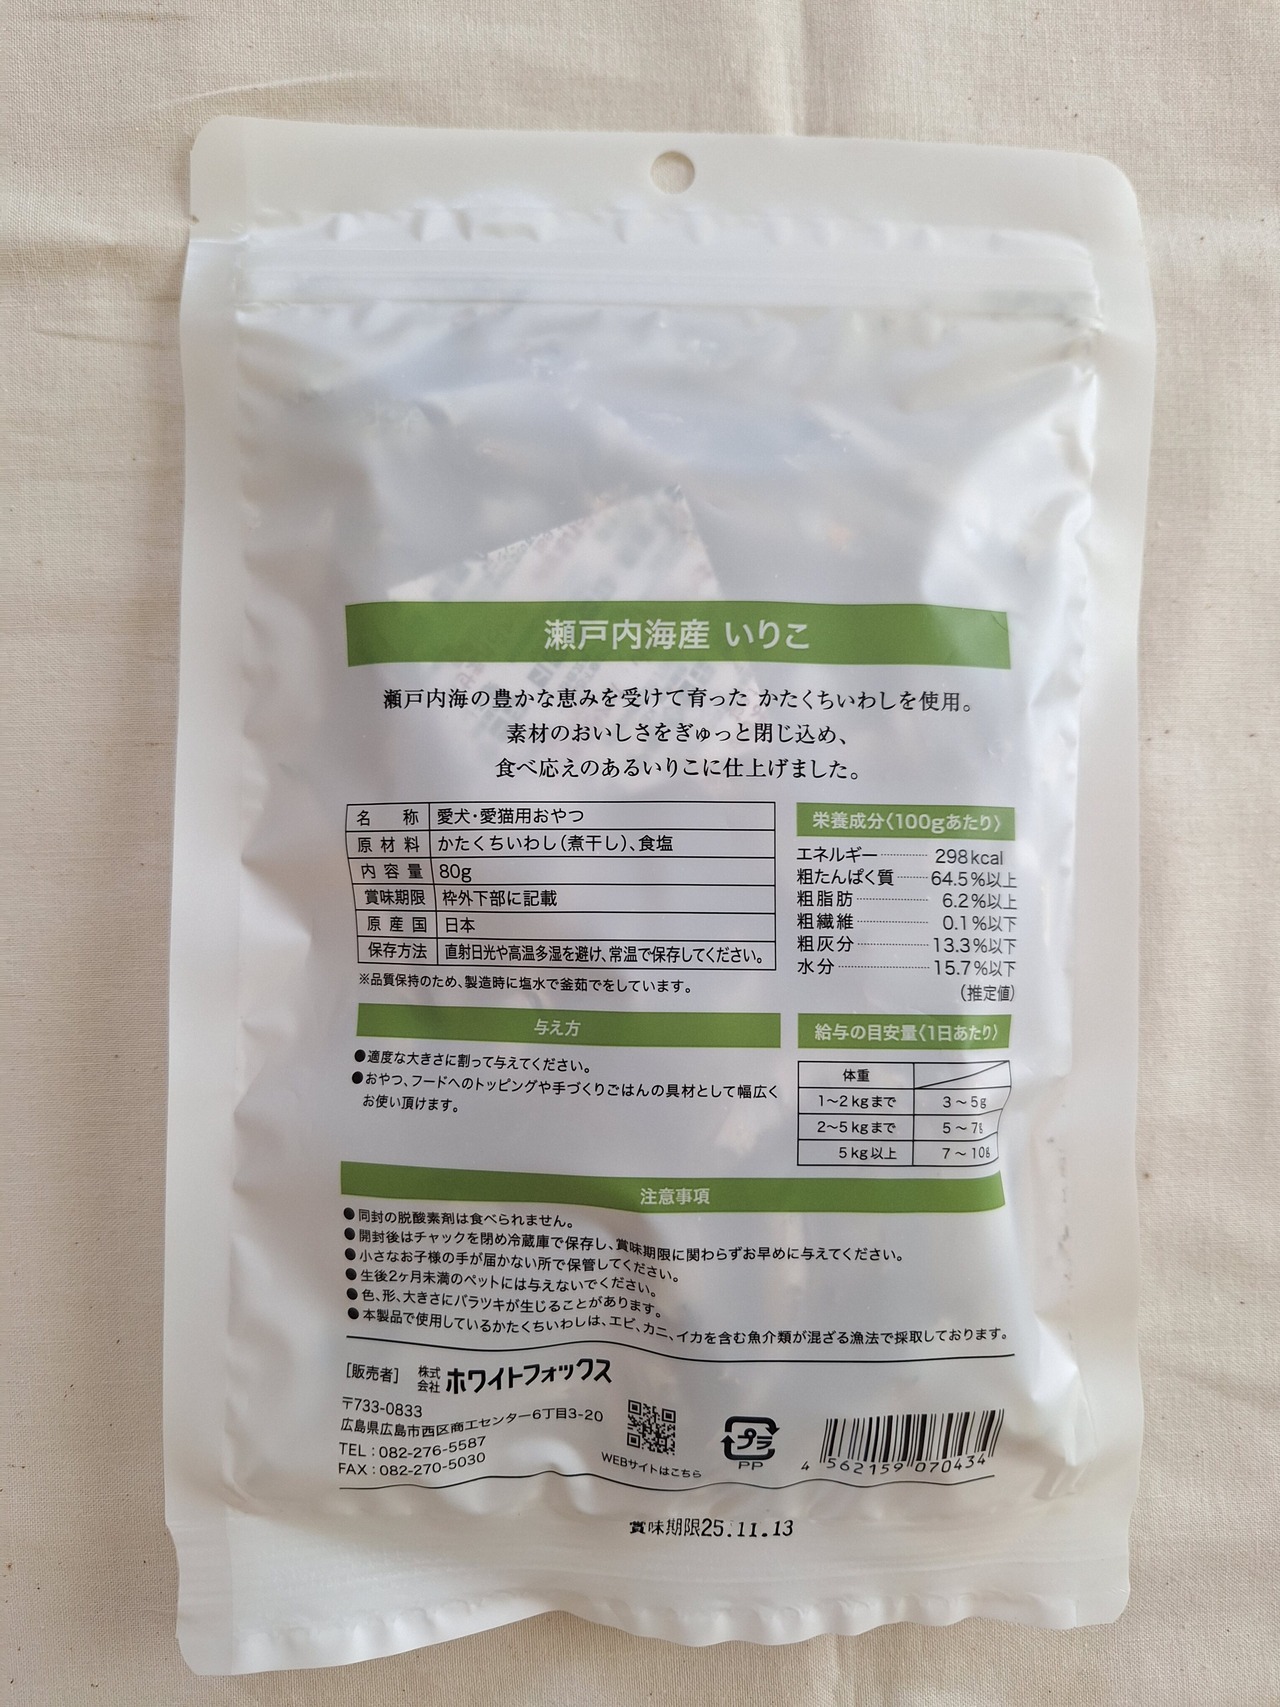 瀬戸内海産 いりこ
瀬戸内海の豊かな恵みを受けて育った かたくちいわしを使用。
素材のおいしさをぎゅっと閉じ込め、
食べ応えのあるいりこに仕上げました。
名 称 愛犬・愛猫用おやつ
原材料 かたくちいわし（煮干し）、食塩
内容量 80g
賞味期限 枠外下部に記載
原産国 日本
保存方法 直射日光や高温多湿を避け、常温で保存してください。
※品質保持のため、製造時に塩水で釜茹でをしています。
栄養成分〈100gあたり〉
エネルギー 298kcal
粗たんぱく質 64.5%以上
粗脂肪 6.2%以上
粗繊維 0.1%以下
粗灰分 13.3%以下
水分 15.7%以下
（推定値）
与え方
●適度な大きさに割って与えてください。
●おやつ、フードへのトッピングや手づくりごはんの具材として幅広く
お使い頂けます。
給与の目安量〈1日あたり〉
体重
1〜2kgまで 3〜5g
2〜5kgまで 5〜7g
5kg以上 7〜10g
注意事項
●同封の脱酸素剤は食べられません。
●開封後はチャックを閉め冷蔵庫で保存し、賞味期限に関わらずお早めに与えてください。
●小さなお子様の手が届かない所で保管してください。
●生後2ヶ月未満のペットには与えないでください。
●色、形、大きさにバラツキが生じることがあります。
●本製品で使用しているかたくちいわしは、エビ、カニ、イカを含む魚介類が混ざる漁法で採取しております。
［販売者］ 株式会社 ホワイトフォックス
〒733-0833
広島県広島市西区商工センター6丁目3-20
TEL：082-276-5587
FAX：082-270-5030
WEBサイトはこちら
プラ
PP
4 562159 070434
賞味期限25.11.13